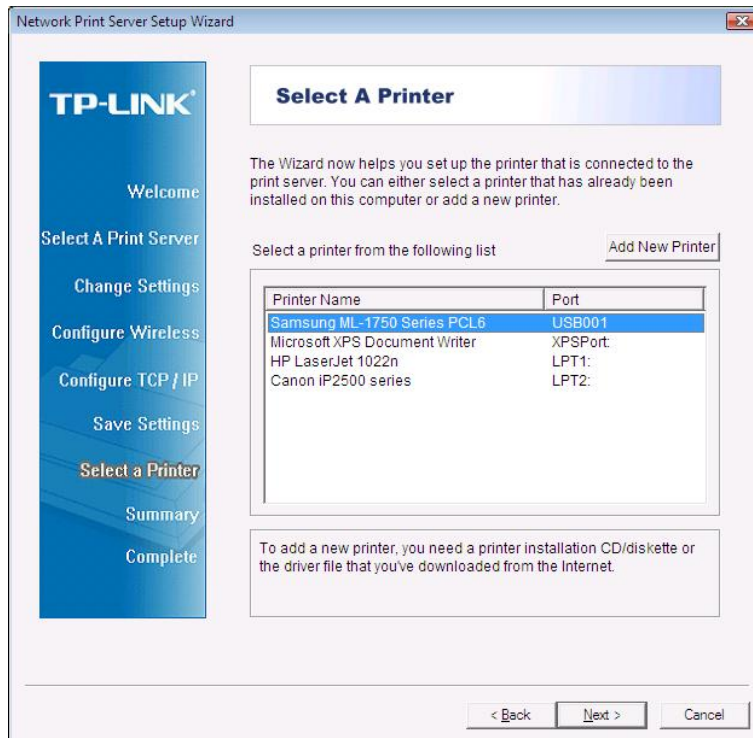 Network Print Server Setup Wizard
TP-LINK
Welcome
Select A Print Server
Change Settings
Configure Wireless
Configure TCP / IP
Save Settings
Select a Printer
Summary
Complete
Select A Printer
The Wizard now helps you set up the printer that is connected to the
print server. You can either select a printer that has already been
installed on this computer or add a new printer.
Select a printer from the following list
Add New Printer
Printer Name Port
Samsung ML-1750 Series PCL6 USB001
Microsoft XPS Document Writer XPSPort:
HP LaserJet 1022n LPT1:
Canon iP2500 series LPT2:
To add a new printer, you need a printer installation CD/diskette or
the driver file that you've downloaded from the Internet.
< Back Next > Cancel